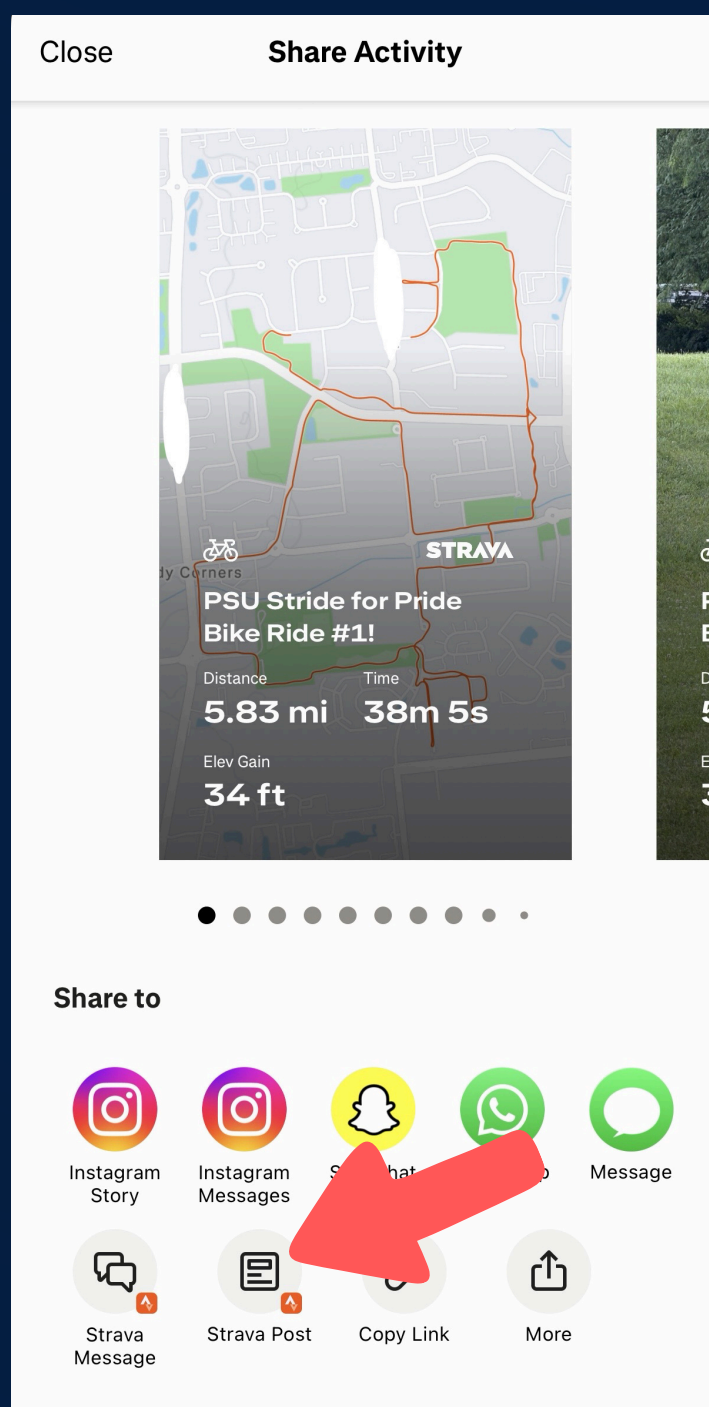 Close
Share Activity
dy Corners
STRAVA
PSU Stride for Pride
Bike Ride #1!
Distance
Time
5.83 mi
38m 5s
Elev Gain
34 ft
Share to
Instagram
Story
Instagram
Messages
Message
Strava
Message
Strava Post
Copy Link
More